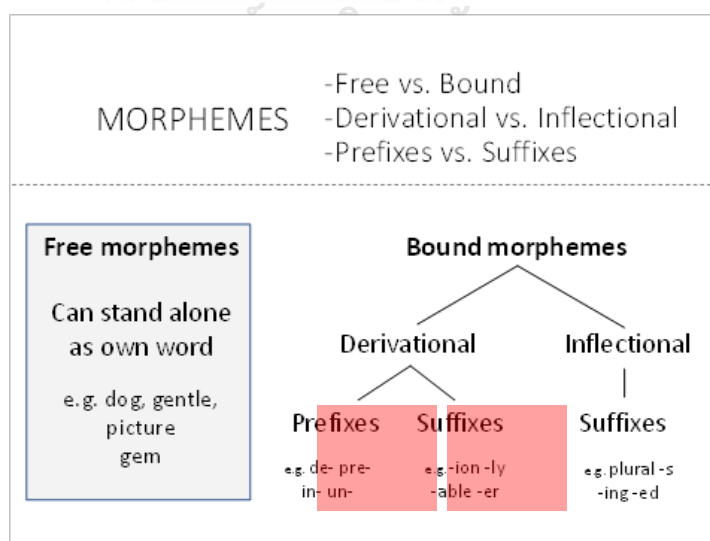 MORPHEMES
-Free vs. Bound
-Derivational vs. Inflectional
-Prefixes vs. Suffixes
Free morphemes
Can stand alone
as own word
e.g. dog, gentle,
picture
gem
Bound morphemes
Derivational Inflectional
Prefixes Suffixes Suffixes
e.g. de- pre- e.g.-ion -ly e.g. plural -s
in- un- -able -er -ing -ed